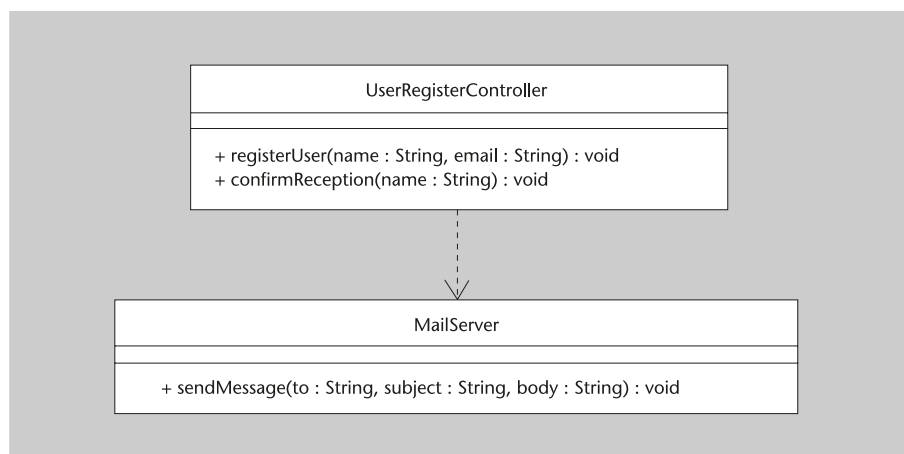 UserRegisterController
+ registerUser(name : String, email : String) : void
+ confirmReception(name : String) : void
MailServer
+ sendMessage(to : String, subject : String, body : String) : void